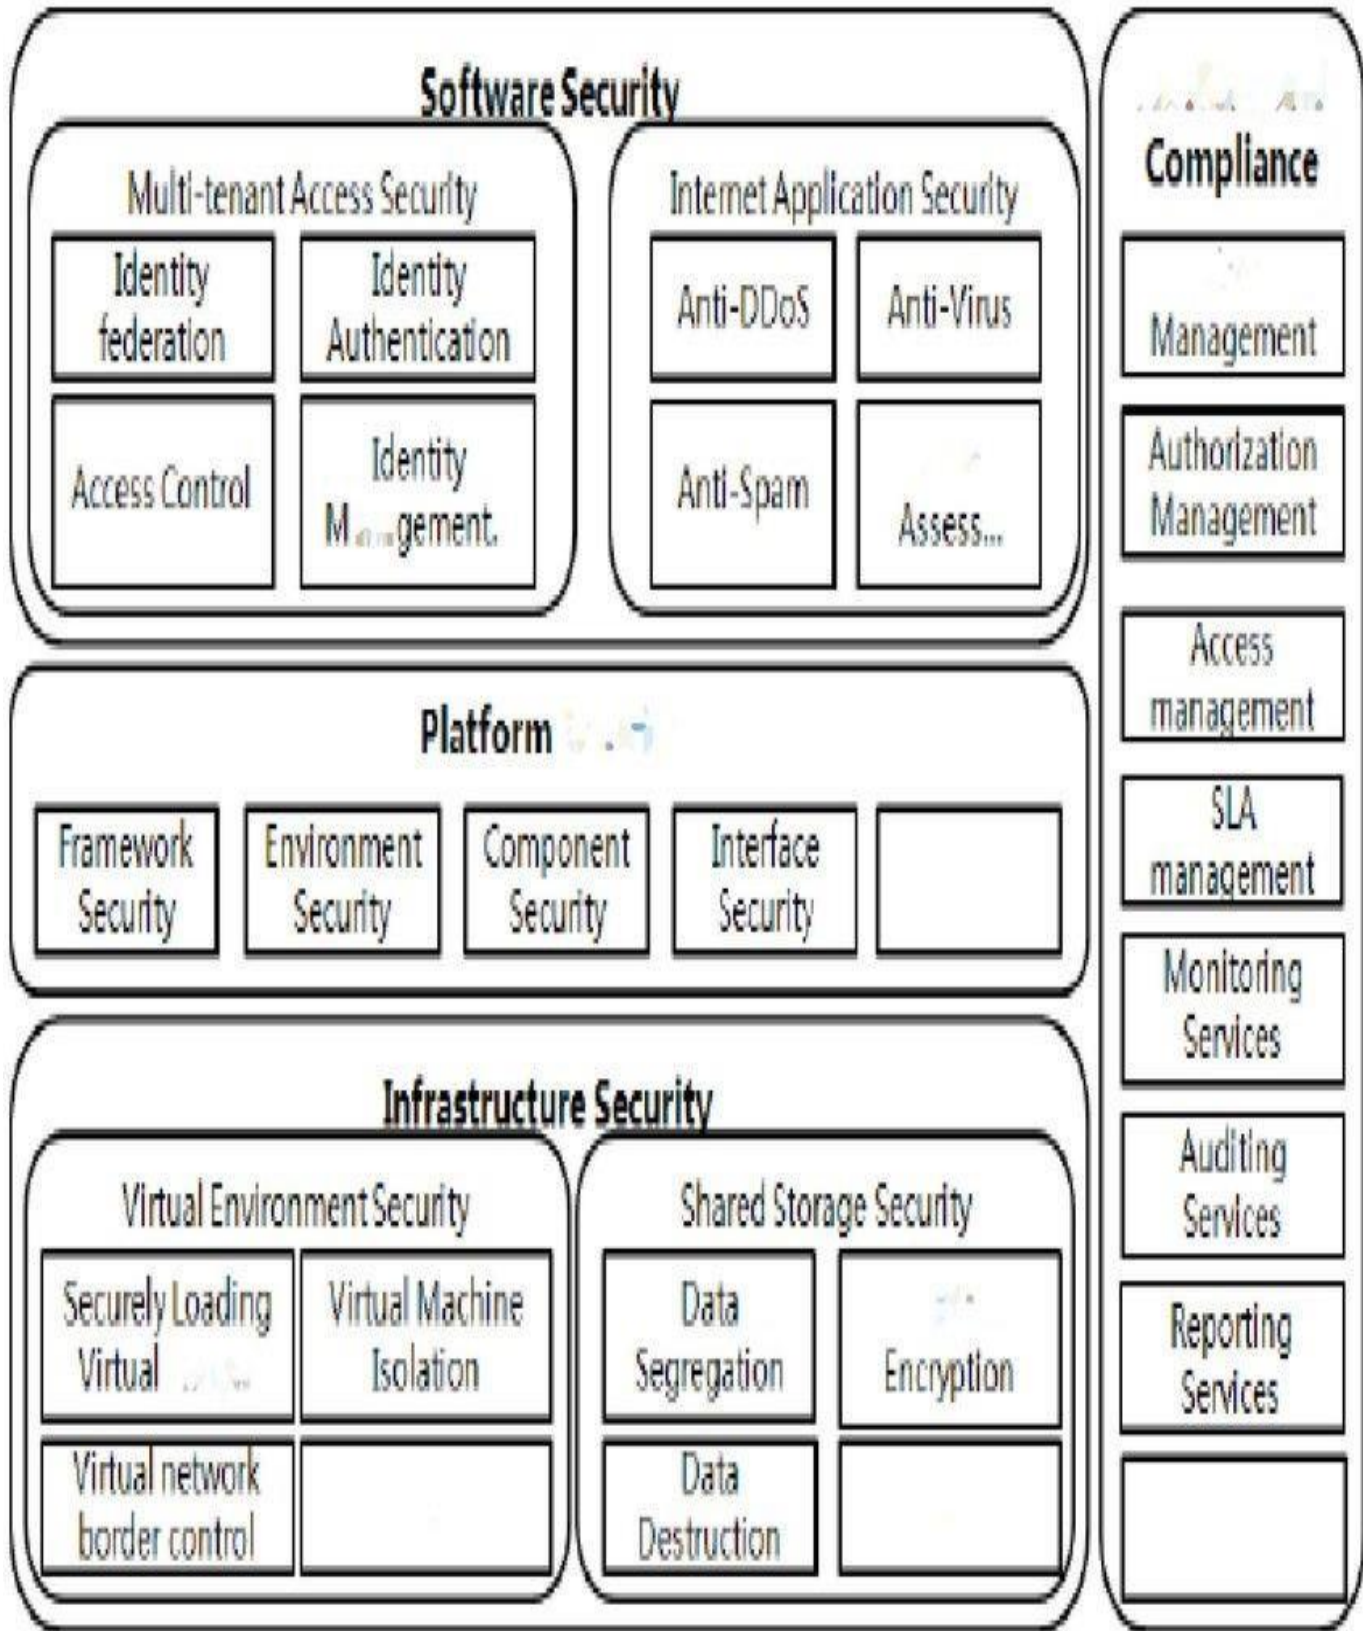 Software Security
Multi-tenant Access Security
Identity
federation
Identity
Authentication
Access Control
Identity
Internet Application Security
Anti-DDoS
Anti-Virus
Anti-Spam
Assess...
Platform
Framework
Security
Environment
Security
Component
Security
Interface
Security
Infrastructure Security
Virtual Environment Security
Securely Loading
Virtual
Virtual Machine
Isolation
Virtual network
border control
Shared Storage Security
Data
Segregation
Encryption
Data
Destruction
Compliance
Management
Authorization
Management
Access
management
SLA
management
Monitoring
Services
Auditing
Services
Reporting
Services